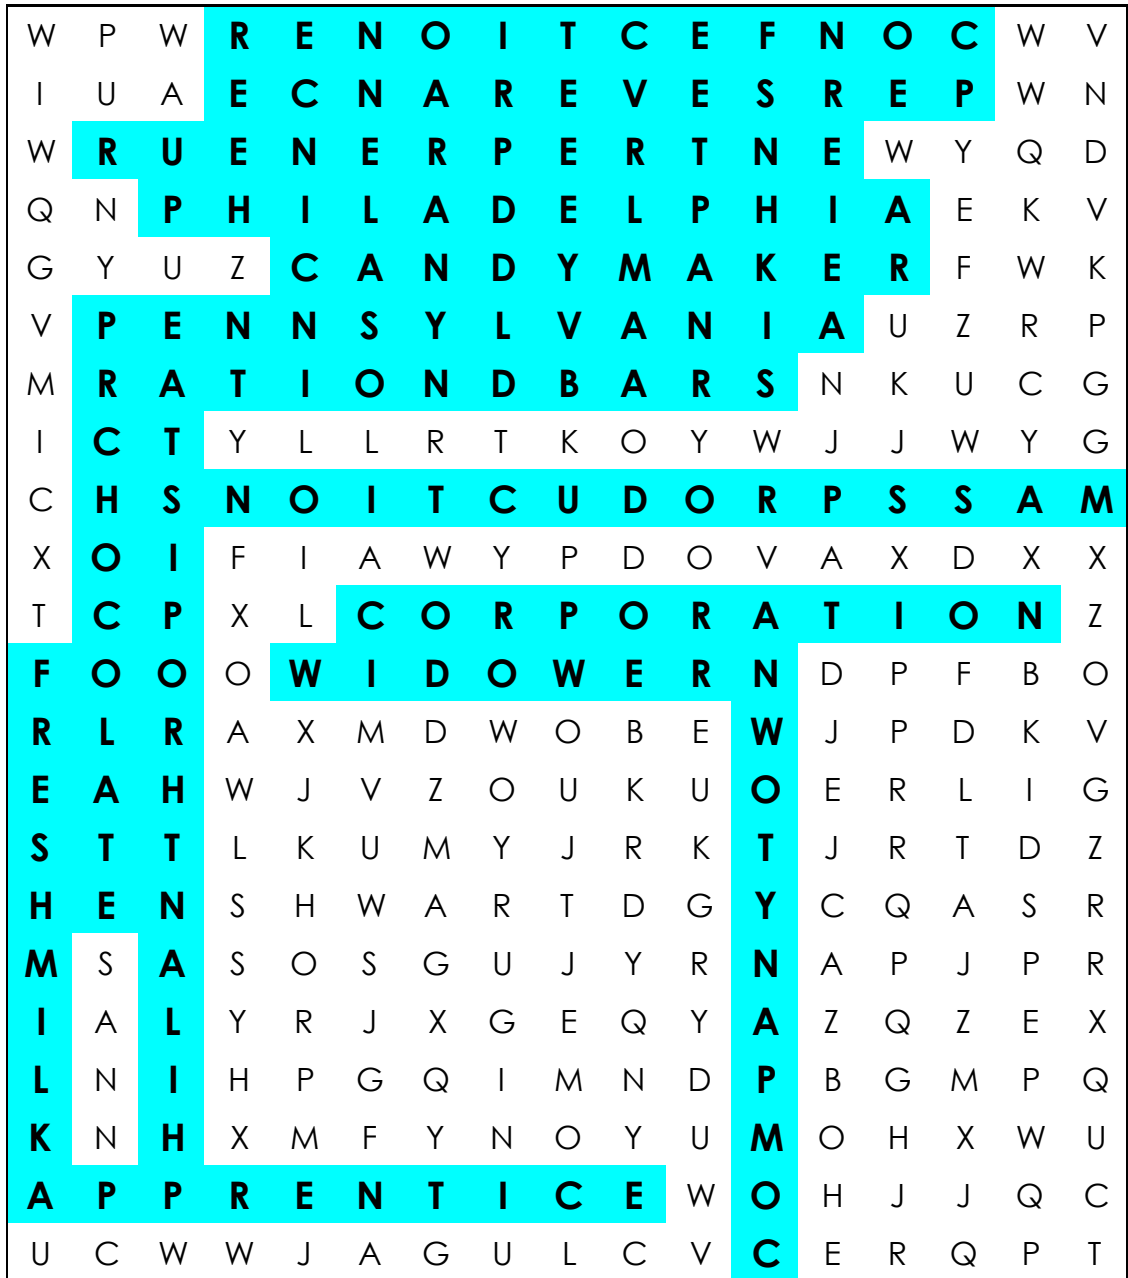 W P W R E N O I T C E F N O C W V
I U A E C N A R E V E S R E P W N
W R U E N E R P E R T N E W Y Q D
Q N P H I L A D E L P H I A E K V
G Y U Z C A N D Y M A K E R F W K
V P E N N S Y L V A N I A U Z R P
M R A T I O N D B A R S N K U C G
I C T Y L L R T K O Y W J J W Y G
C H S N O I T C U D O R P S S A M
X O I F I A W Y P D O V A X D X X
T C P X L C O R P O R A T I O N Z
F O O O W I D O W E R N D P F B O
R L R A X M D W O B E W J P D K V
E A H W J V Z O U K U O E R L I G
S T T L K U M Y J R K T J R T D Z
H E N S H W A R T D G Y C Q A S R
M S A S O S G U J Y R N A P J P R
I A L Y R J X G E Q Y A Z Q Z E X
L N I H P G Q I M N D P B G M P Q
K N H X M F Y N O Y U M O H X W U
A P P R E N T I C E W O H J J Q C
U C W W J A G U L C V C E R Q P T